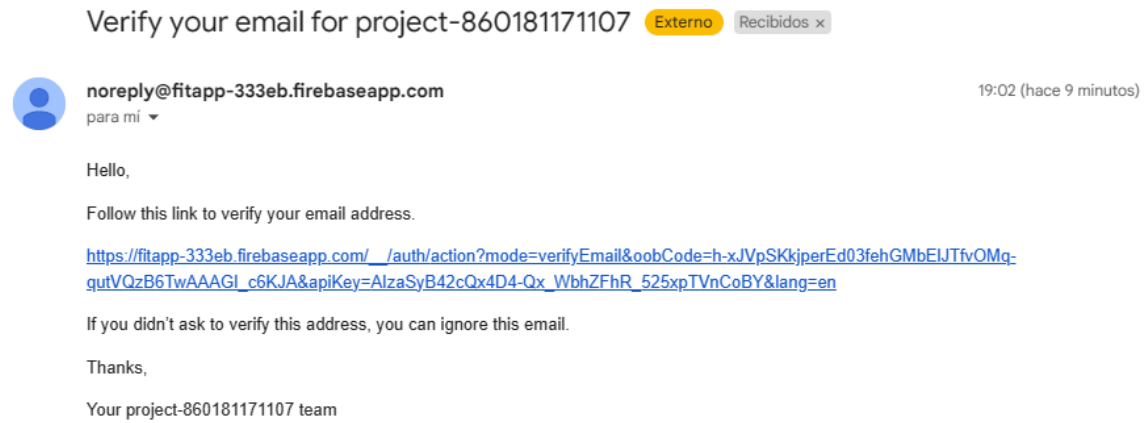 Verify your email for project-860181171107 Externo Recibidos ×
noreply@fitapp-333eb.firebaseapp.com 19:02 (hace 9 minutos)
para mí
Hello,
Follow this link to verify your email address.
https://fitapp-333eb.firebaseapp.com/__/auth/action?mode=verifyEmail&oobCode=h-xJVpSKkjperEd03fehGMbEIJTfvOMq-
qutVQzB6TwAAAGI_c6KJA&apiKey=AIzaSyB42cQx4D4-Qx_WbhZFhR_525xpTVnCoBY&lang=en
If you didn’t ask to verify this address, you can ignore this email.
Thanks,
Your project-860181171107 team